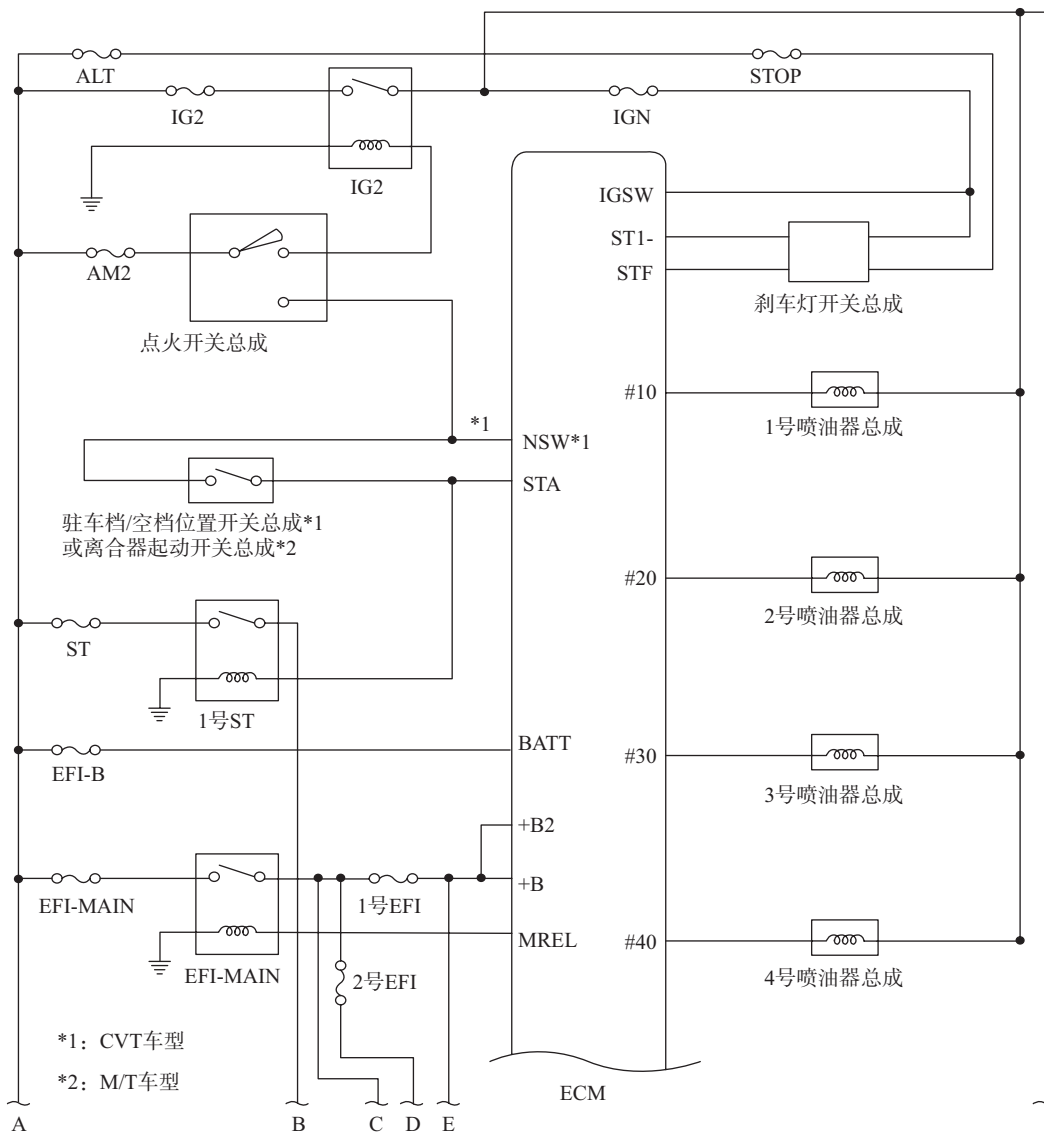 ALT
STOP
IG2
IGN
IG2
IGSW
ST1-
STF
AM2
刹车灯开关总成
点火开关总成
#10
1号喷油器总成
*1
NSW*1
STA
驻车档/空档位置开关总成*1
或离合器起动开关总成*2
#20
2号喷油器总成
ST
1号ST
BATT
EFI-B
#30
3号喷油器总成
+B2
+B
EFI-MAIN
1号EFI
MREL
EFI-MAIN
#40
4号喷油器总成
2号EFI
*1：CVT车型
*2：M/T车型
ECM
A
B
C
D
E